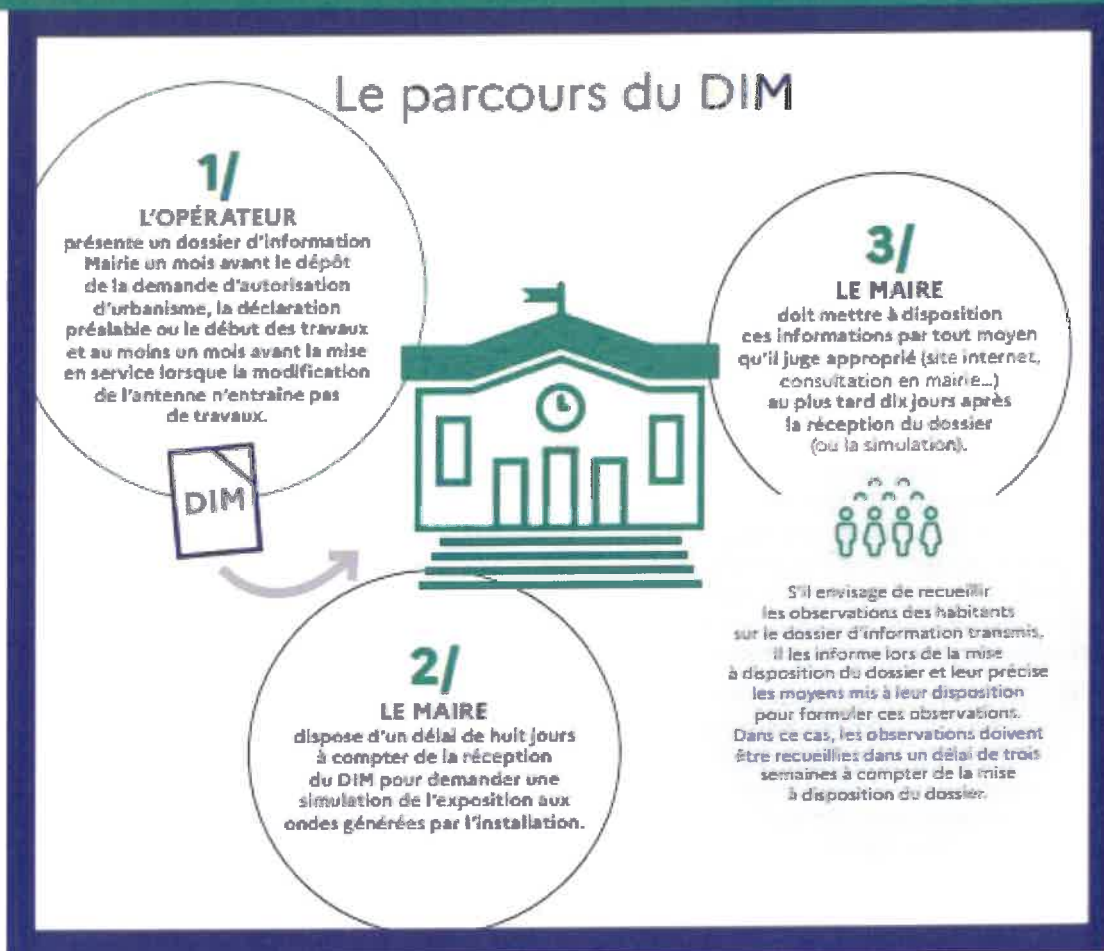 Le parcours du DIM
1/
L'OPÉRATEUR
présente un dossier d'information
Mairie un mois avant le dépôt
de la demande d'autorisation
d'urbanisme, la déclaration
préalable ou le début des travaux
et au moins un mois avant la mise
en service lorsque la modification
de l'antenne n'entraîne pas
de travaux.
DIM
2/
LE MAIRE
dispose d'un délai de huit jours
à compter de la réception
du DIM pour demander une
simulation de l'exposition aux
ondes générées par l'installation.
3/
LE MAIRE
doit mettre à disposition
ces informations par tout moyen
qu'il juge approprié (site internet,
consultation en mairie...)
au plus tard dix jours après
la réception du dossier
(ou la simulation).
S'il envisage de recueillir
les observations des habitants
sur le dossier d'information transmis,
il les informe lors de la mise
à disposition du dossier et leur précise
les moyens mis à leur disposition
pour formuler ces observations.
Dans ce cas, les observations doivent
être recueillies dans un délai de trois
semaines à compter de la mise
à disposition du dossier.